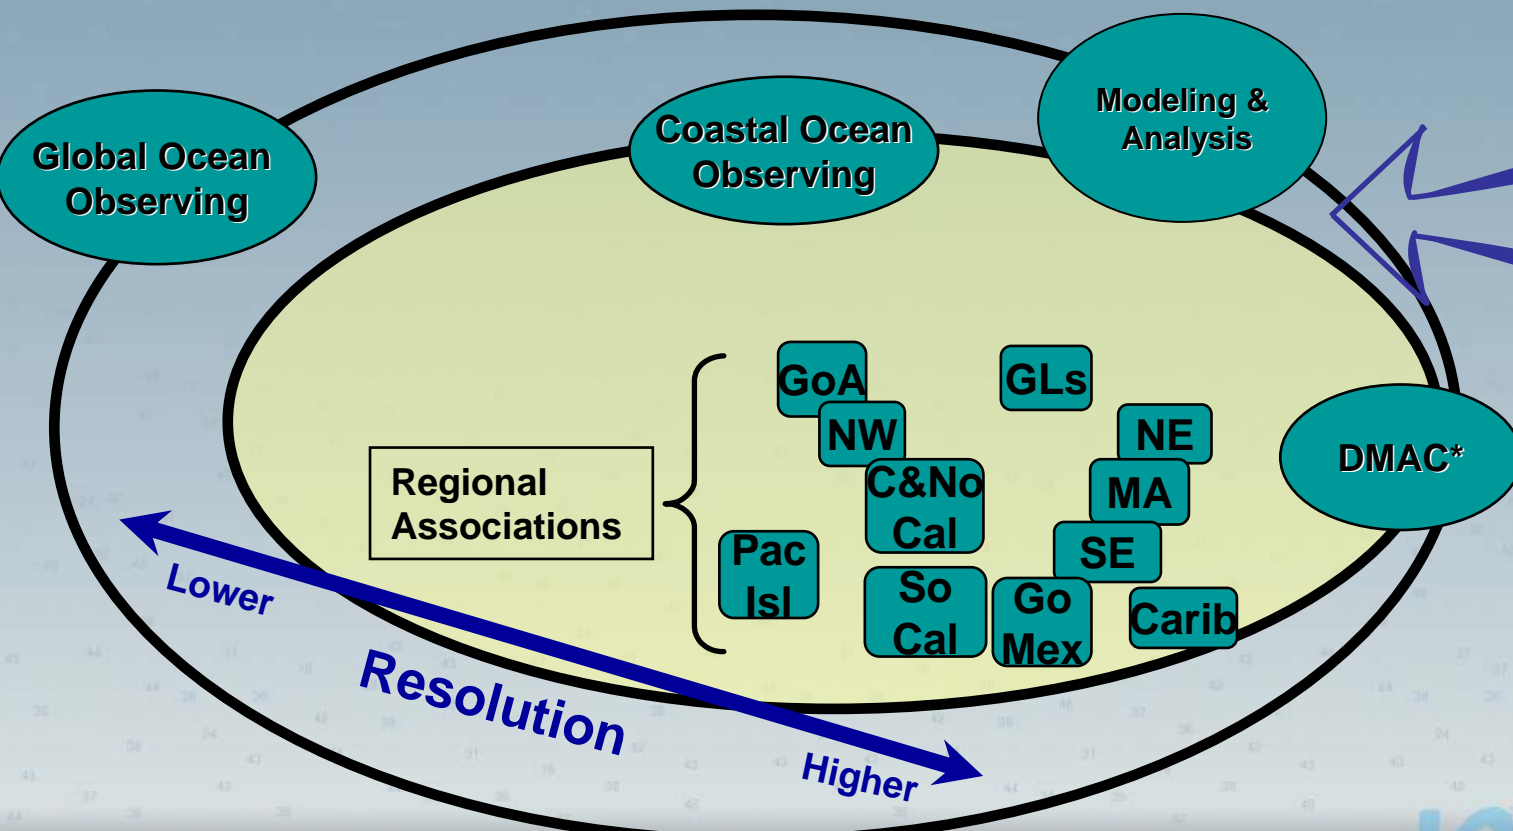 Global Ocean
Observing
Coastal Ocean
Observing
Modeling &
Analysis
DMAC*
Regional
Associations
GoA
NW
C&No
Cal
Pac
Isl
So
Cal
GLs
NE
MA
SE
Go
Mex
Carib
Lower
Resolution
Higher